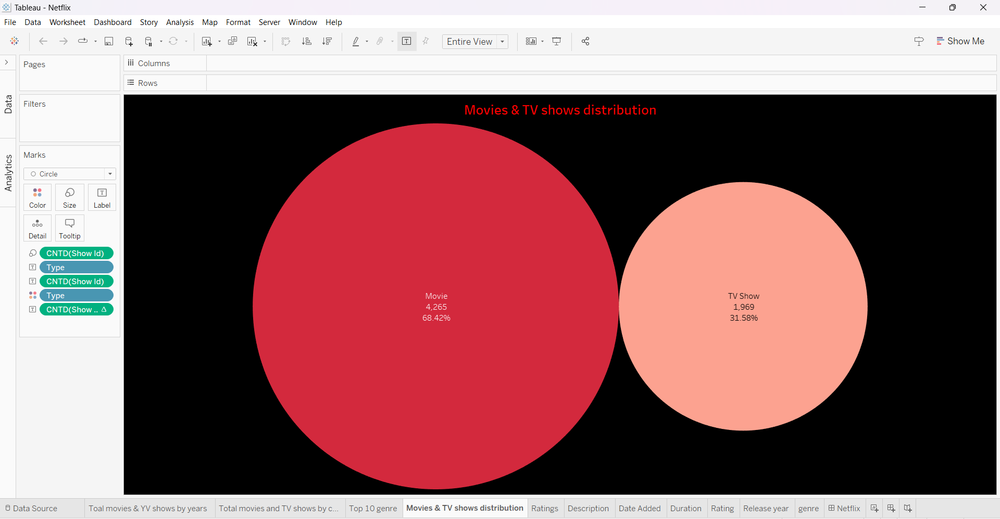 Tableau - Netflix
File Data Worksheet Dashboard Story Analysis Map Format Server Window Help
Entire View
Show Me
Pages
Columns
Rows
Data
Filters
Analytics
Marks
Circle
Color Size Label
Detail Tooltip
CNTD(Show Id)
Type
CNTD(Show Id)
Type
CNTD(Show .. Δ
Movies & TV shows distribution
Movie
4,265
68.42%
TV Show
1,969
31.58%
Data Source Toal movies & YV shows by years Total movies and TV shows by c... Top 10 genre Movies & TV shows distribution Ratings Description Date Added Duration Rating Release year genre Netflix